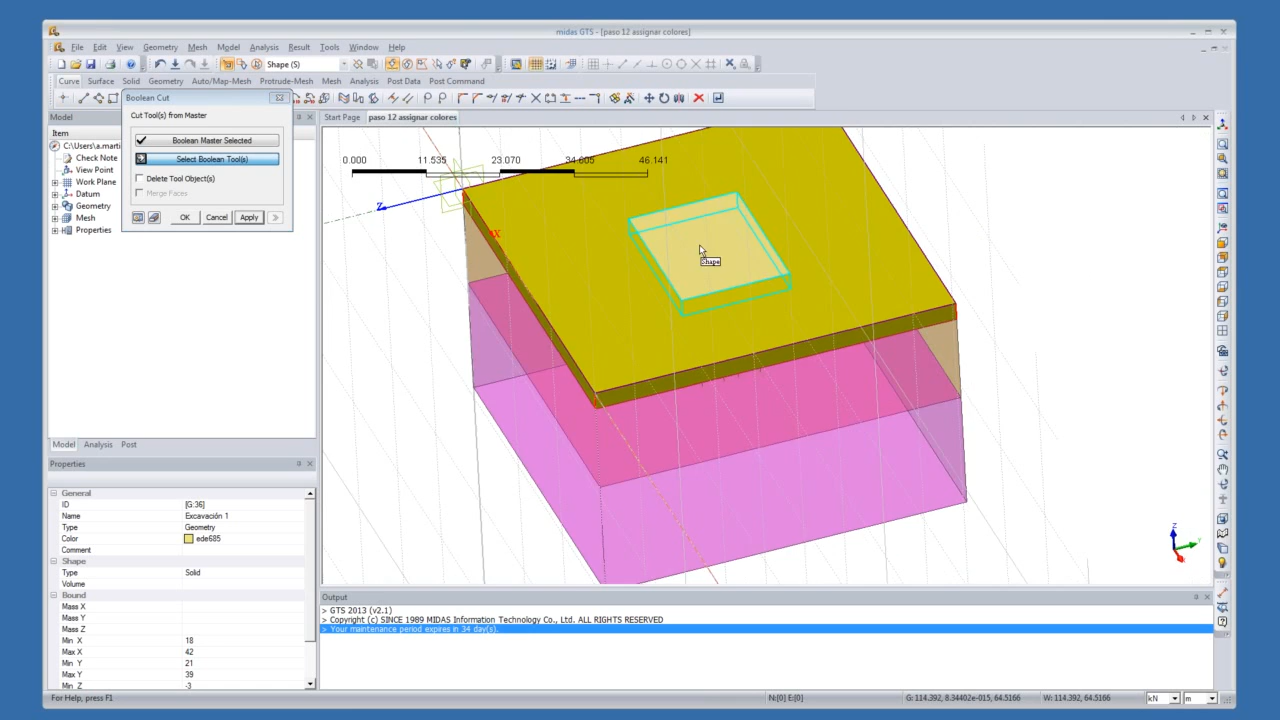 midas GTS - [paso 12 assignar colores]
File Edit View Geometry Mesh Model Analysis Result Tools Window Help
Shape (S)
Curve Surface Solid Geometry Auto/Map-Mesh Protrude-Mesh Mesh Analysis Post Data Post Command
Boolean Cut
Cut Tool(s) from Master
Boolean Master Selected
Select Boolean Tool(s)
Delete Tool Object(s)
Merge Faces
OK Cancel Apply >>
Model
Item
C:\Users\a.marti
Check Note
View Point
Work Plane
Datum
Geometry
Mesh
Properties
Model Analysis Post
Start Page paso 12 assignar colores
0.000 11.535 23.070 34.605 46.141
Z
X
Shape
Z
Y
Properties
General
ID [G:36]
Name Excavación 1
Type Geometry
Color ede685
Comment
Shape
Type Solid
Volume
Bound
Mass X
Mass Y
Mass Z
Min X 18
Max X 42
Min Y 21
Max Y 39
Min Z -3
Output
> GTS 2013 (v2.1)
> Copyright (c) SINCE 1989 MIDAS Information Technology Co., Ltd. ALL RIGHTS RESERVED
> Your maintenance period expires in 34 day(s).
For Help, press F1
N:[0] E:[0]
G: 114.392, 8.34402e-015, 64.5166
W: 114.392, 64.5166
kN
m